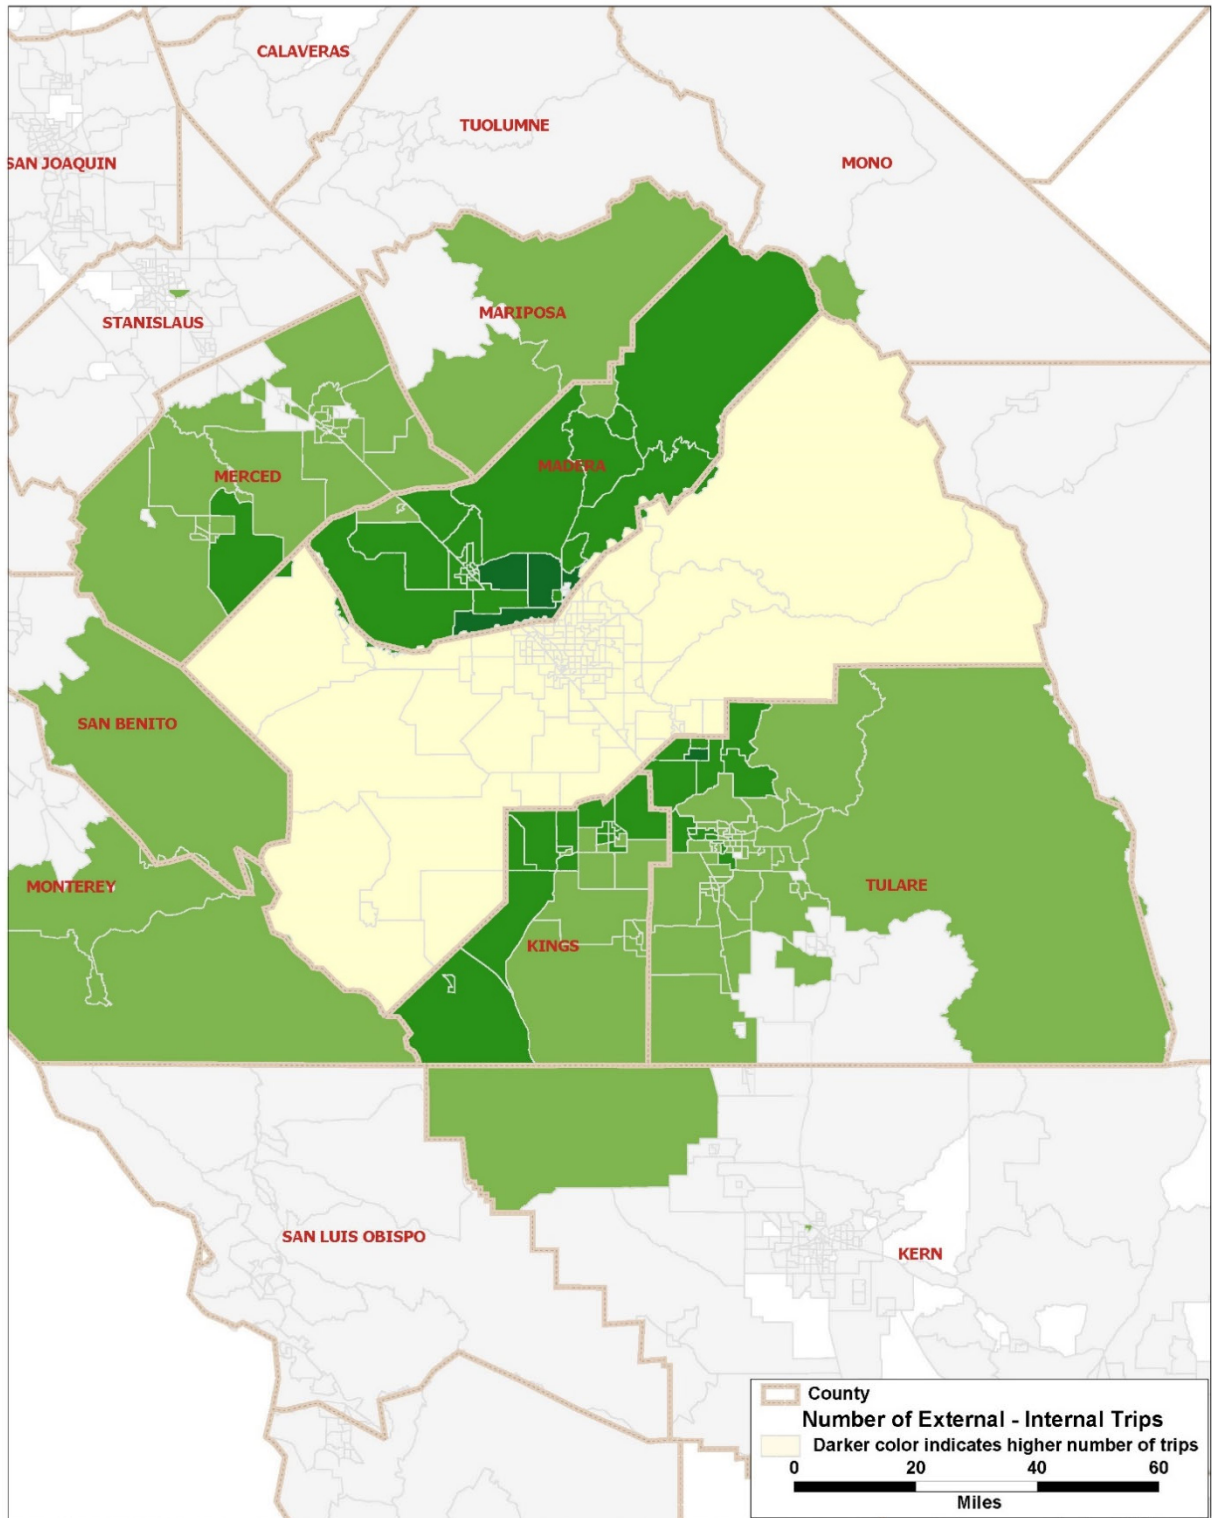 CALAVERAS
TUOLUMNE
SAN JOAQUIN
MONO
STANISLAUS
MARIPOSA
MERCED
MADERA
SAN BENITO
MONTEREY
TULARE
KINGS
SAN LUIS OBISPO
KERN
County
Number of External - Internal Trips
Darker color indicates higher number of trips
0 20 40 60
Miles